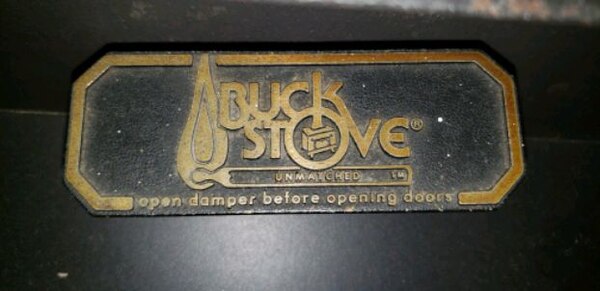 BUCK
STOVE®
UNMATCHED TM
open damper before opening doors